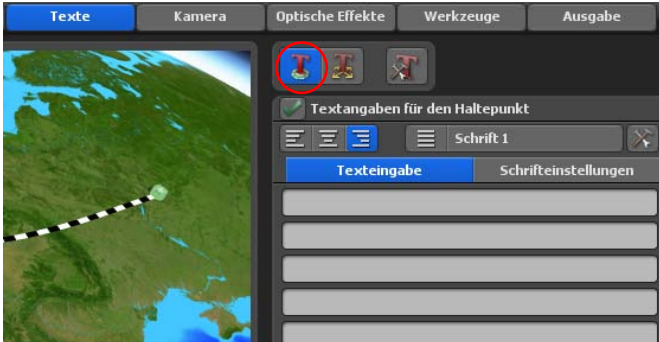 Texte Kamera Optische Effekte Werkzeuge Ausgabe
Textangaben für den Haltepunkt
Schrift 1
Texteingabe Schrifteinstellungen